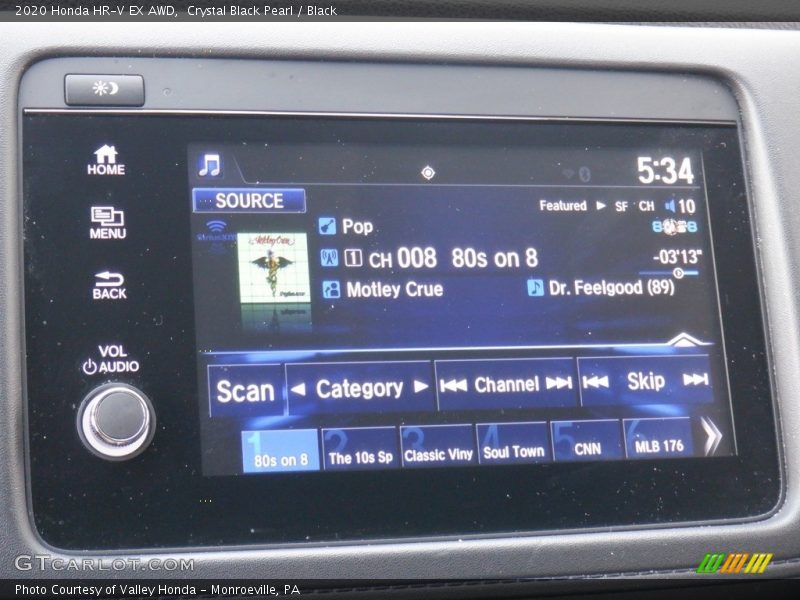 2020 Honda HR-V EX AWD,  Crystal Black Pearl / Black
HOME
MENU
BACK
VOL
AUDIO
5:34
SOURCE
Featured ▶ SF CH 10
Pop
1 CH 008 80s on 8
-03'13"
Motley Crue
Dr. Feelgood (89)
Scan
◀ Category ▶
Channel
Skip
1 80s on 8
2 The 10s Sp
3 Classic Viny
4 Soul Town
5 CNN
6 MLB 176
GTCARLOT.COM
Photo Courtesy of Valley Honda - Monroeville, PA